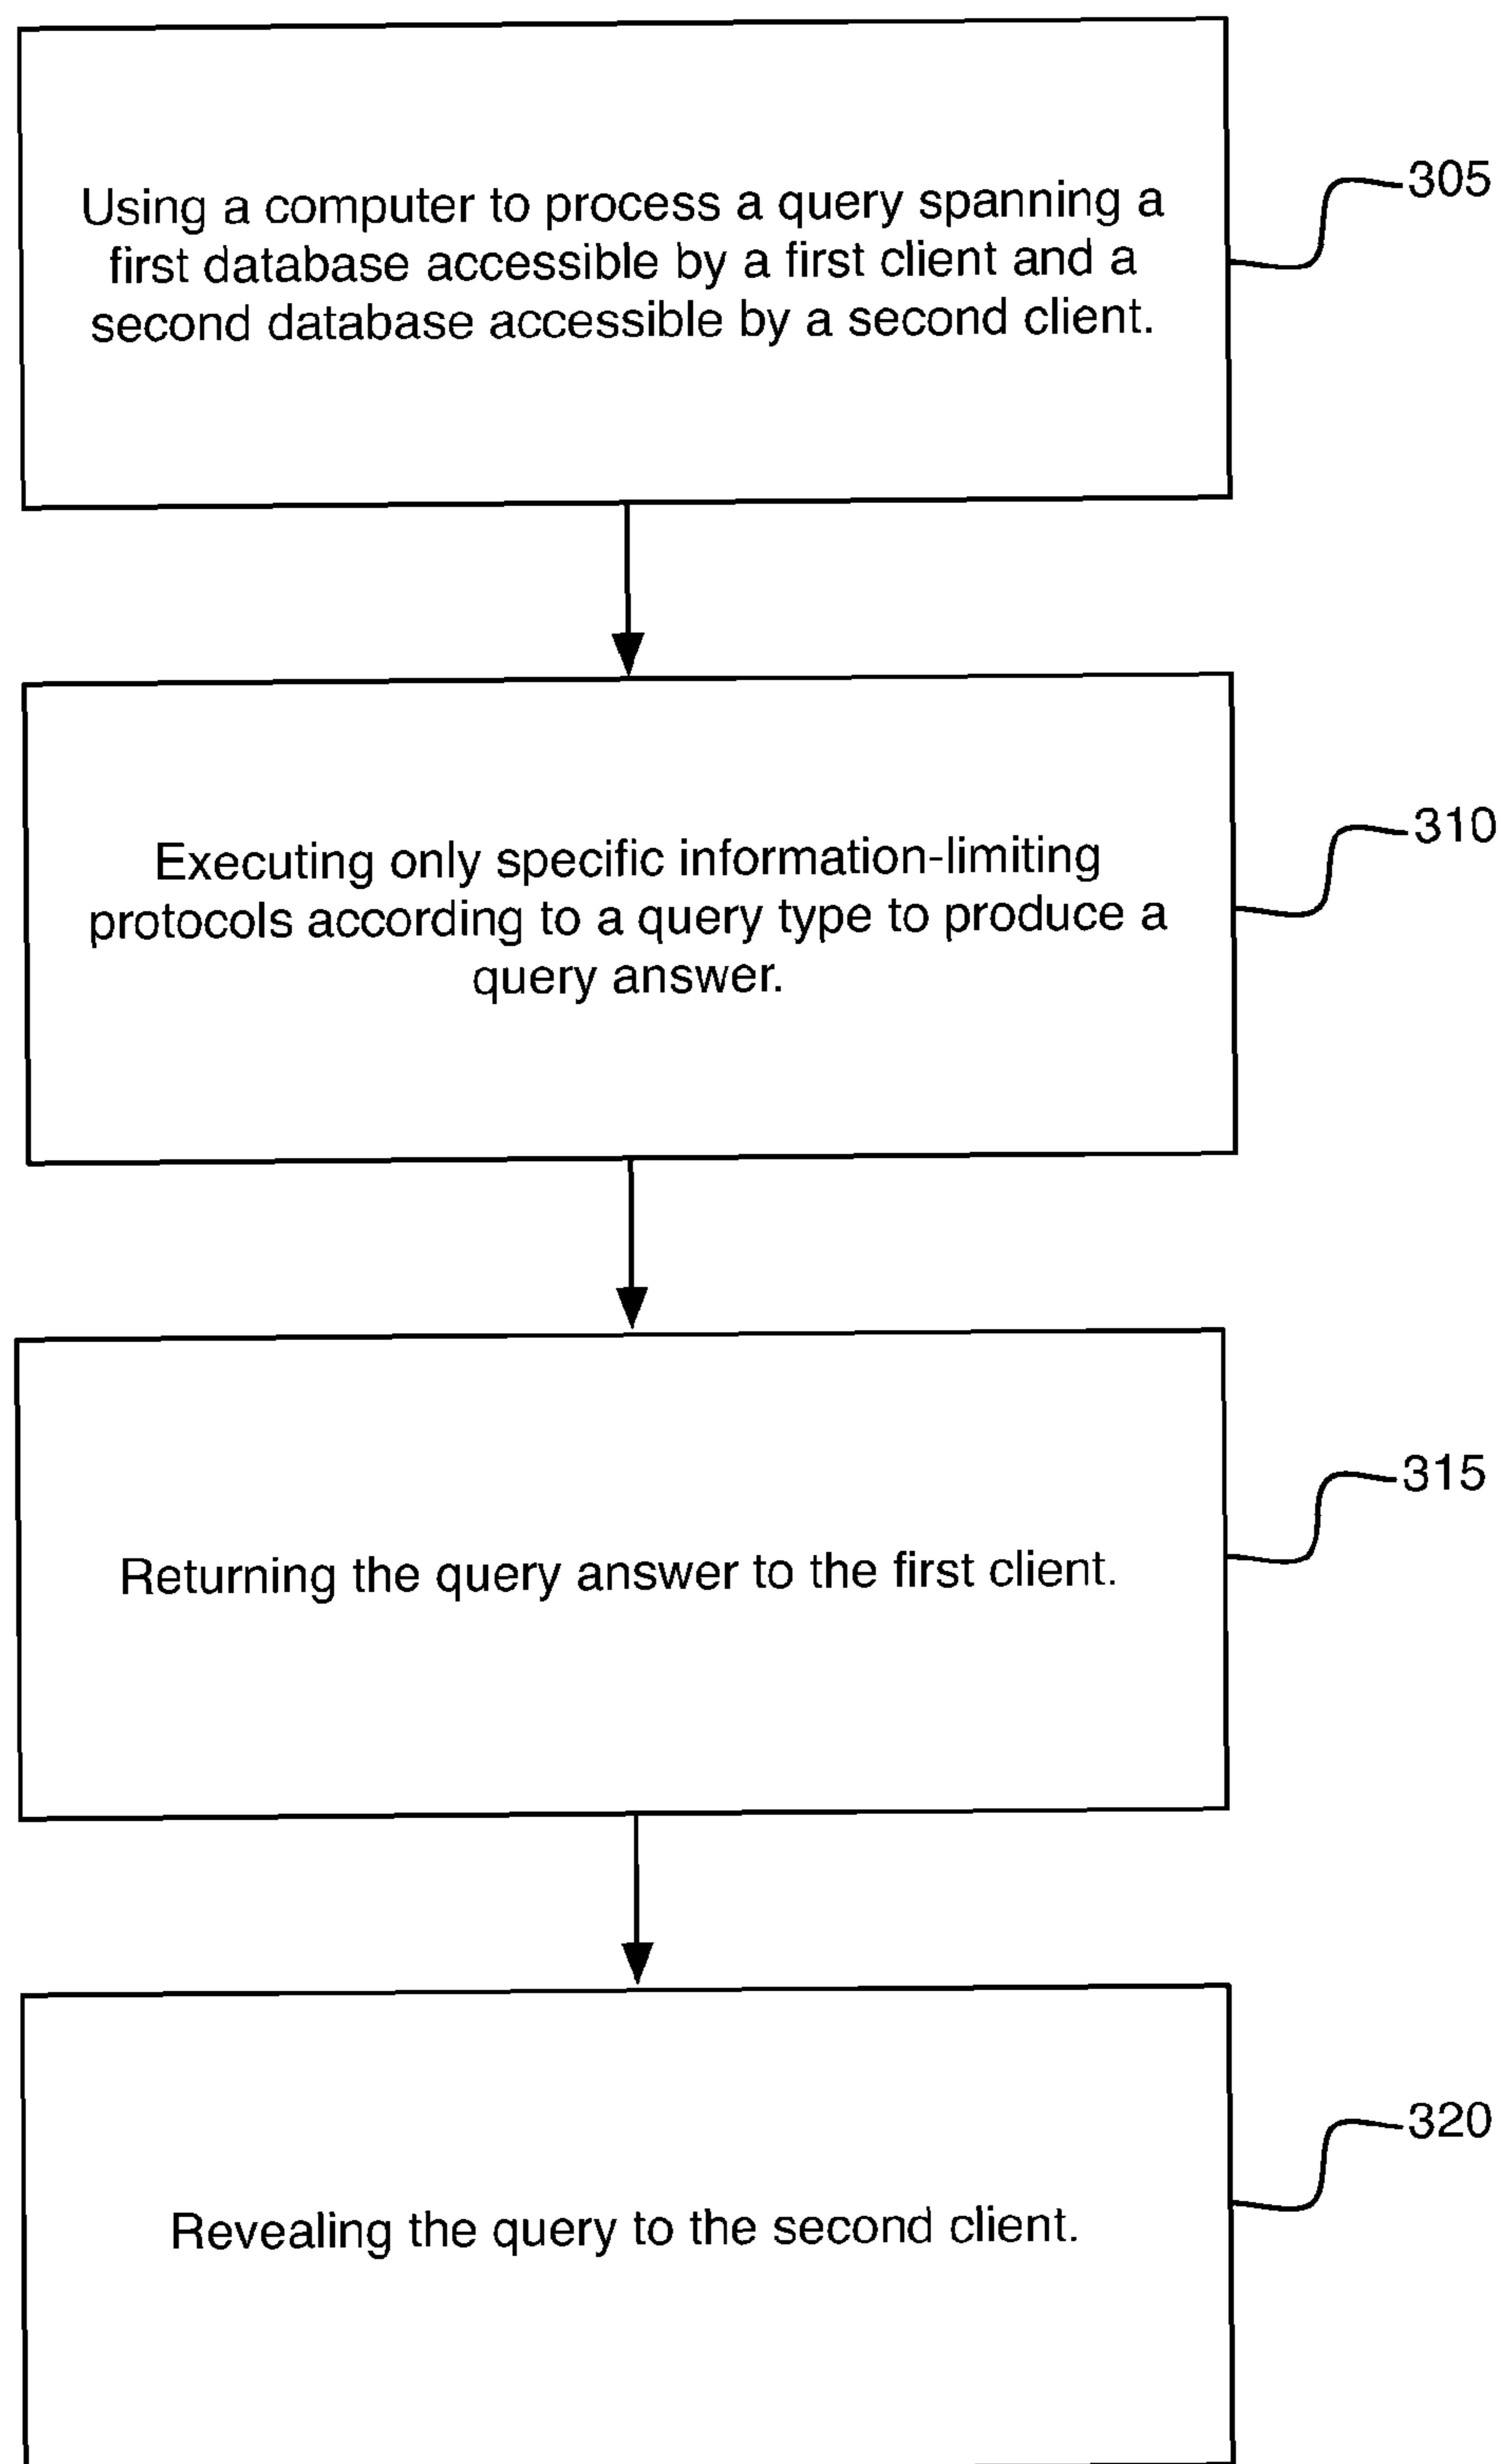 Using a computer to process a query spanning a
first database accessible by a first client and a
second database accessible by a second client.
305
Executing only specific information-limiting
protocols according to a query type to produce a
query answer.
310
Returning the query answer to the first client.
315
Revealing the query to the second client.
320